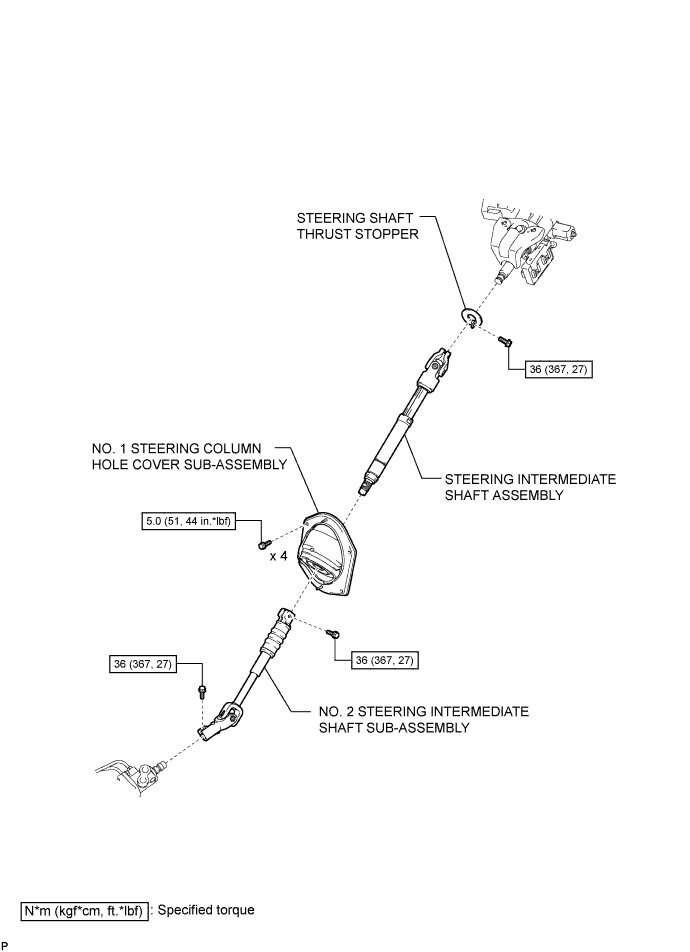 STEERING SHAFT
THRUST STOPPER
36 (367, 27)
NO. 1 STEERING COLUMN
HOLE COVER SUB-ASSEMBLY
STEERING INTERMEDIATE
SHAFT ASSEMBLY
5.0 (51, 44 in.*lbf)
x 4
36 (367, 27)
36 (367, 27)
NO. 2 STEERING INTERMEDIATE
SHAFT SUB-ASSEMBLY
N*m (kgf*cm, ft.*lbf) : Specified torque
P